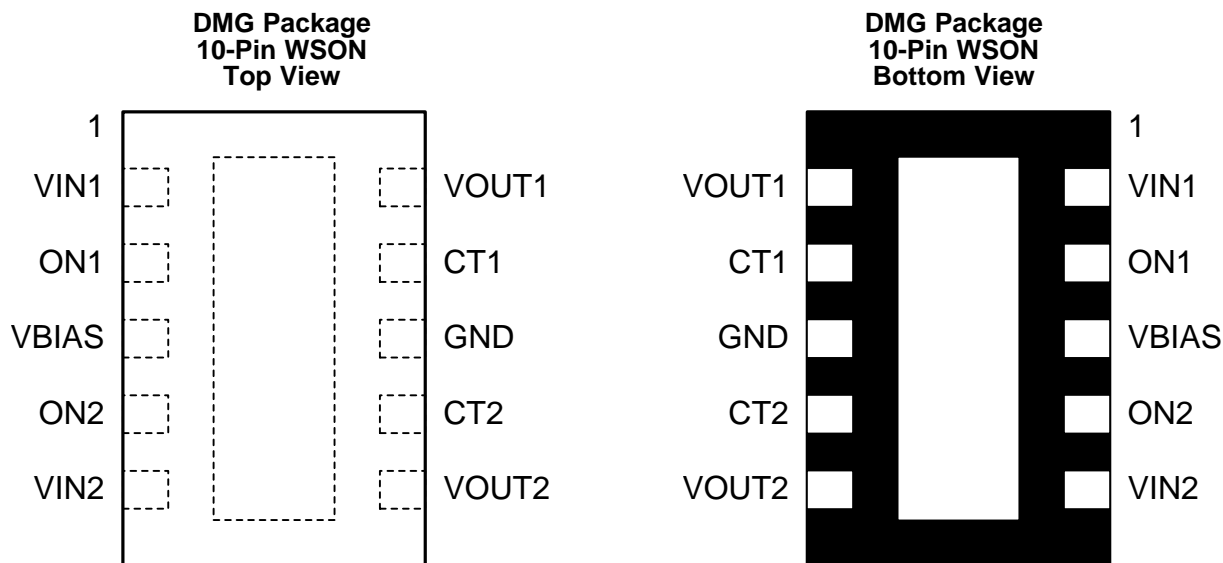 DMG Package
10-Pin WSON
Top View
1
VIN1
ON1
VBIAS
ON2
VIN2
VOUT1
CT1
GND
CT2
VOUT2
DMG Package
10-Pin WSON
Bottom View
VOUT1
CT1
GND
CT2
VOUT2
1
VIN1
ON1
VBIAS
ON2
VIN2